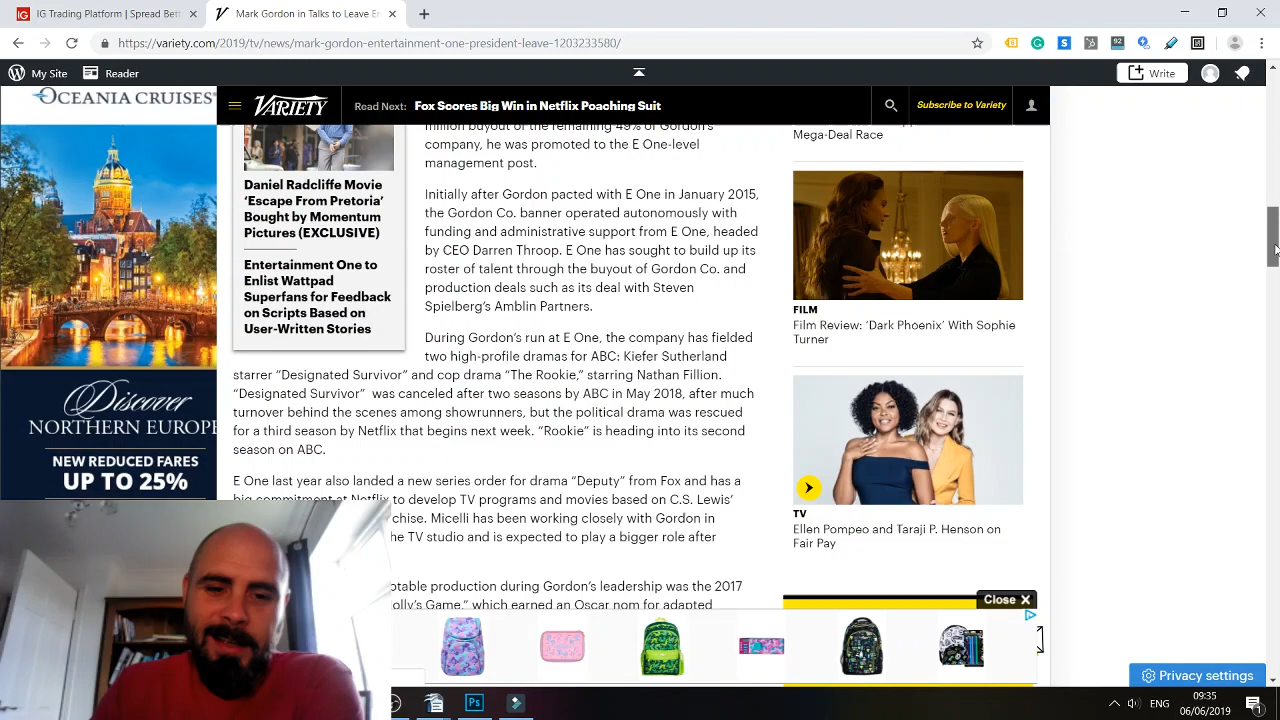 IG Trading Platform | Spread Bett
Mark Gordon in Talks to Leave En
https://variety.com/2019/tv/news/mark-gordon-entertainment-one-president-leave-1203233580/
My Site
Reader
Write
OCEANIA CRUISES®
Discover
NORTHERN EUROPE
NEW REDUCED FARES
UP TO 25%
VARIETY
Read Next: Fox Scores Big Win in Netflix Poaching Suit
Subscribe to Variety
Daniel Radcliffe Movie
‘Escape From Pretoria’
Bought by Momentum
Pictures (EXCLUSIVE)
Entertainment One to
Enlist Wattpad
Superfans for Feedback
on Scripts Based on
User-Written Stories
million buyout of the remaining 49% of Gordon’s
company, he was promoted to the E One-level
management post.
Initially after Gordon pacted with E One in January 2015,
the Gordon Co. banner operated autonomously with
funding and administrative support from E One, headed
by CEO Darren Throop. E One has sought to build up its
roster of talent through the buyout of Gordon Co. and
production deals such as its deal with Steven
Spielberg’s Amblin Partners.
During Gordon’s run at E One, the company has fielded
two high-profile dramas for ABC: Kiefer Sutherland
starrer “Designated Survivor” and cop drama “The Rookie,” starring Nathan Fillion.
“Designated Survivor” was canceled after two seasons by ABC in May 2018, after much
turnover behind the scenes among showrunners, but the political drama was rescued
for a third season by Netflix that begins next week. “Rookie” is heading into its second
season on ABC.
E One last year also landed a new series order for drama “Deputy” from Fox and has a
big commitment at Netflix to develop TV programs and movies based on C.S. Lewis’
chise. Micelli has been working closely with Gordon in
he TV studio and is expected to play a bigger role after
otable production during Gordon’s leadership was the 2017
olly’s Game,” which earned an Oscar nom for adapted
Mega-Deal Race
FILM
Film Review: ‘Dark Phoenix’ With Sophie
Turner
TV
Ellen Pompeo and Taraji P. Henson on
Fair Pay
Close X
Privacy settings
Ps
ENG
09:35
06/06/2019